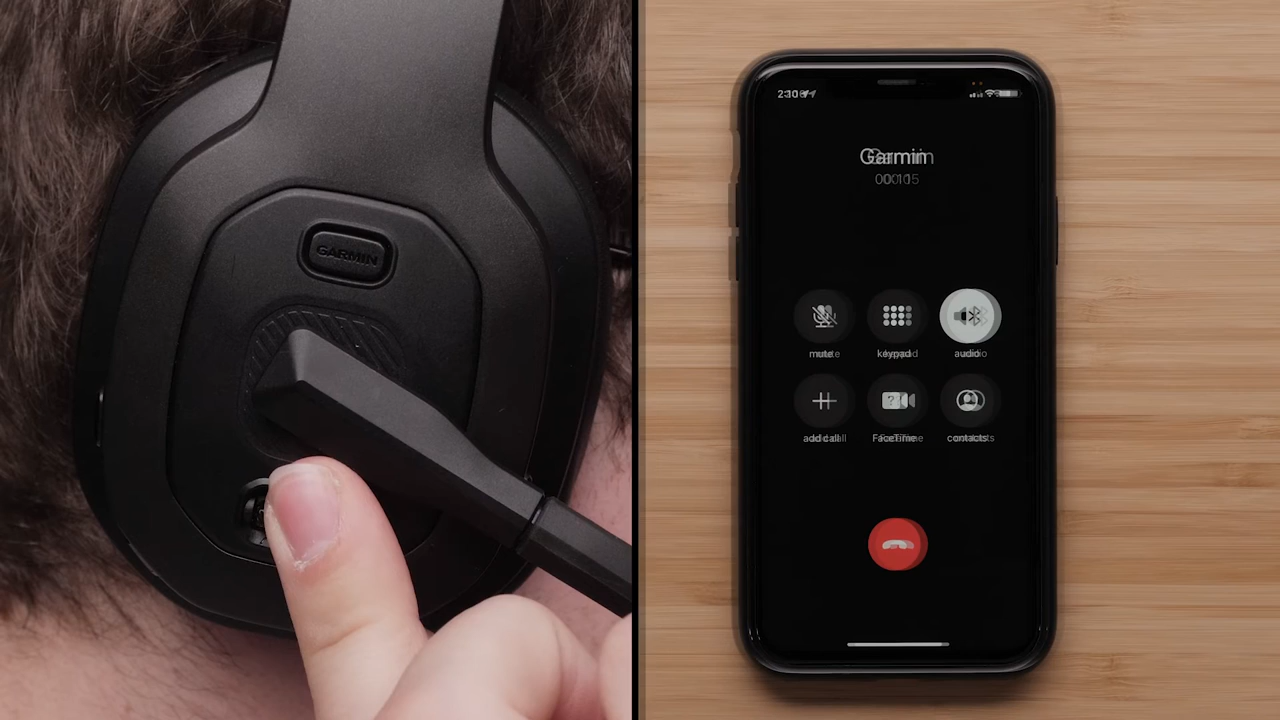 GARMIN
Garmin
mute
keypad
audio
add call
FaceTime
contacts